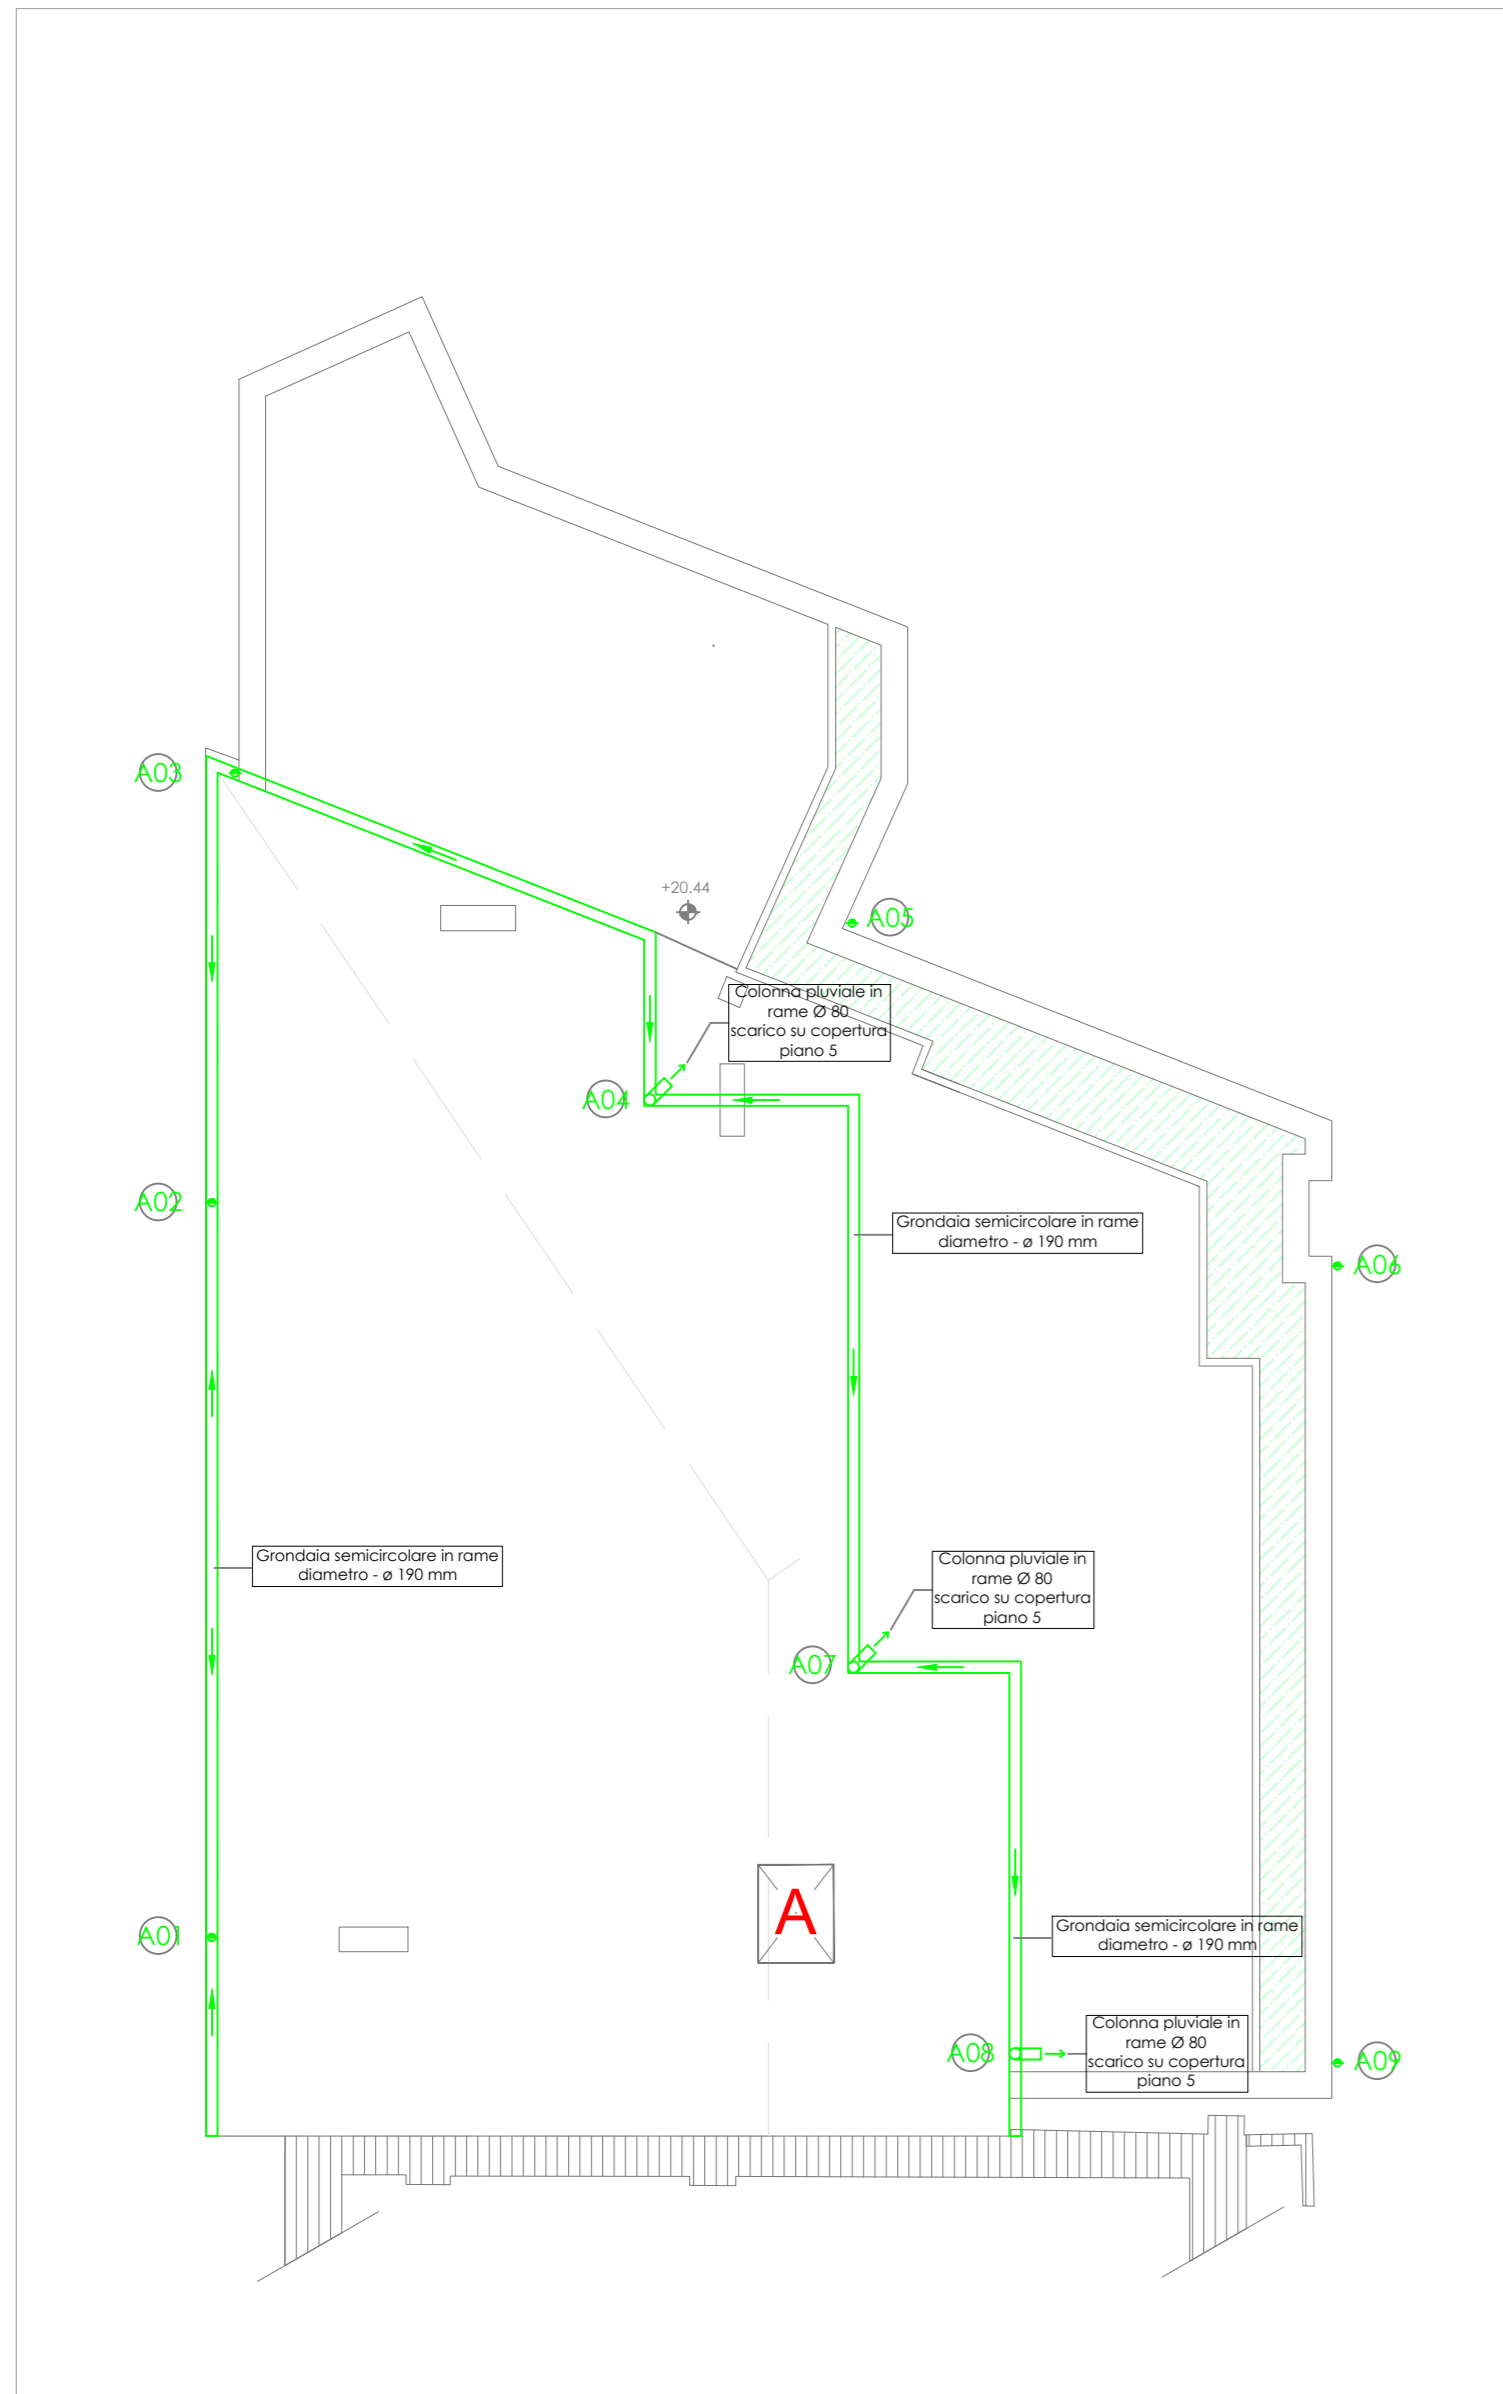 A03
+20.44
A05
Colonna pluviale in
rame Ø 80
scarico su copertura
piano 5
A04
A02
Grondaia semicircolare in rame
diametro - ø 190 mm
A06
Grondaia semicircolare in rame
diametro - ø 190 mm
Colonna pluviale in
rame Ø 80
scarico su copertura
piano 5
A07
A
A01
Grondaia semicircolare in rame
diametro - ø 190 mm
A08
Colonna pluviale in
rame Ø 80
scarico su copertura
piano 5
A09